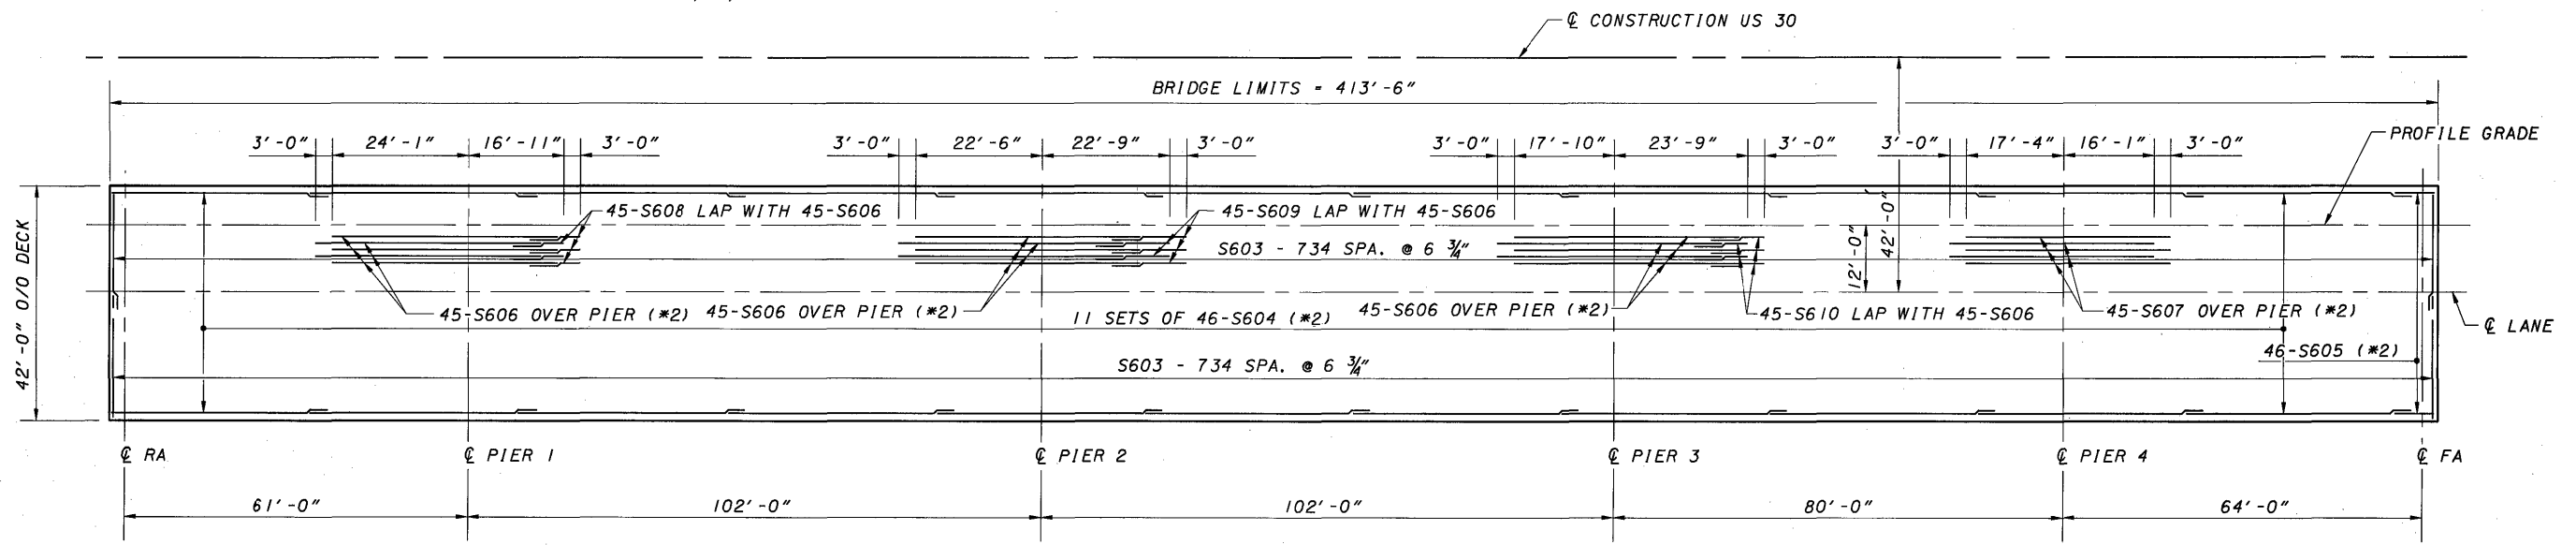 ℄ CONSTRUCTION US 30
BRIDGE LIMITS = 413'-6"
3'-0" 24'-1" 16'-11" 3'-0" 3'-0" 22'-6" 22'-9" 3'-0" 3'-0" 17'-10" 23'-9" 3'-0" 3'-0" 17'-4" 16'-1" 3'-0"
PROFILE GRADE
45-S608 LAP WITH 45-S606
45-S609 LAP WITH 45-S606
S603 - 734 SPA. @ 6 3/4"
12'-0"
42'-0"
42'-0" O/O DECK
45-S606 OVER PIER (*2)
45-S606 OVER PIER (*2)
11 SETS OF 46-S604 (*2)
45-S606 OVER PIER (*2)
45-S610 LAP WITH 45-S606
45-S607 OVER PIER (*2)
℄ LANE
46-S605 (*2)
S603 - 734 SPA. @ 6 3/4"
℄ RA ℄ PIER 1 ℄ PIER 2 ℄ PIER 3 ℄ PIER 4 ℄ FA
61'-0" 102'-0" 102'-0" 80'-0" 64'-0"